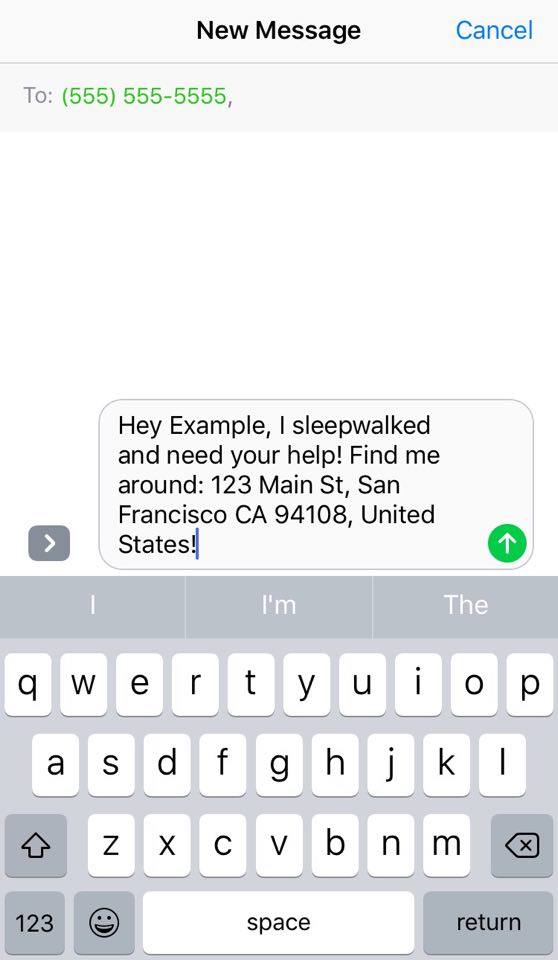 New Message Cancel
To: (555) 555-5555,
Hey Example, I sleepwalked
and need your help! Find me
around: 123 Main St, San
Francisco CA 94108, United
States!
I I'm The
q w e r t y u i o p
a s d f g h j k l
z x c v b n m
123 space return